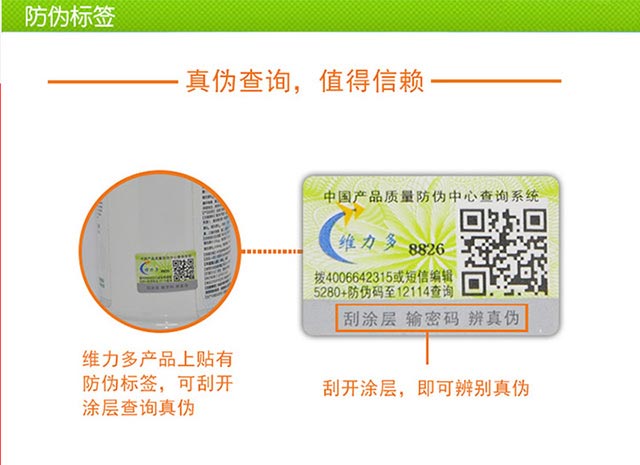 防伪标签
真伪查询，值得信赖
中国产品质量防伪中心查询系统
维力多 8826
拨4006642315或短信编辑
5280+防伪码至12114查询
刮涂层 输密码 辨真伪
维力多产品上贴有
防伪标签，可刮开
涂层查询真伪
刮开涂层，即可辨别真伪